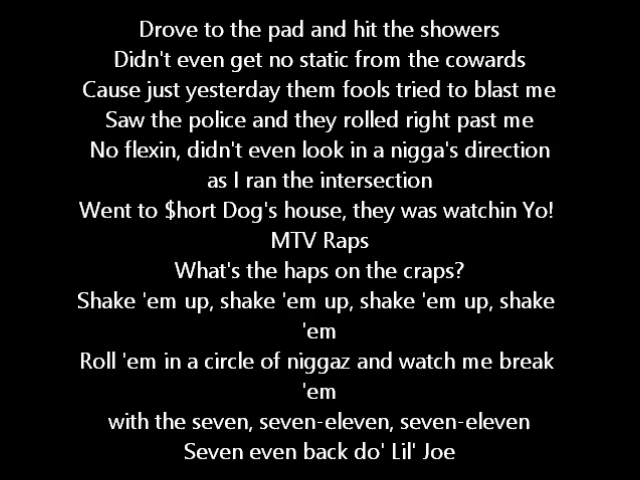 Drove to the pad and hit the showers
Didn't even get no static from the cowards
Cause just yesterday them fools tried to blast me
Saw the police and they rolled right past me
No flexin, didn't even look in a nigga's direction
as I ran the intersection
Went to $hort Dog's house, they was watchin Yo!
MTV Raps
What's the haps on the craps?
Shake 'em up, shake 'em up, shake 'em up, shake
'em
Roll 'em in a circle of niggaz and watch me break
'em
with the seven, seven-eleven, seven-eleven
Seven even back do' Lil' Joe